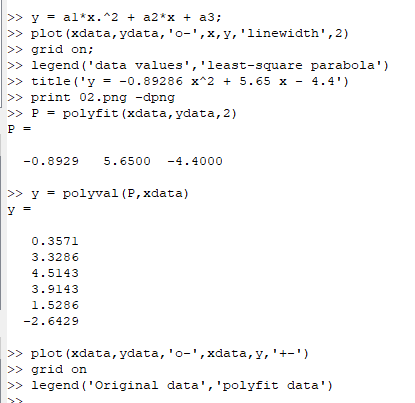 >> y = a1*x.^2 + a2*x + a3;
>> plot(xdata,ydata,'o-',x,y,'linewidth',2)
>> grid on;
>> legend('data values','least-square parabola')
>> title('y = -0.89286 x^2 + 5.65 x - 4.4')
>> print 02.png -dpng
>> P = polyfit(xdata,ydata,2)
P =
-0.8929 5.6500 -4.4000
>> y = polyval(P,xdata)
y =
0.3571
3.3286
4.5143
3.9143
1.5286
-2.6429
>> plot(xdata,ydata,'o-',xdata,y,'+-')
>> grid on
>> legend('Original data','polyfit data')
>>